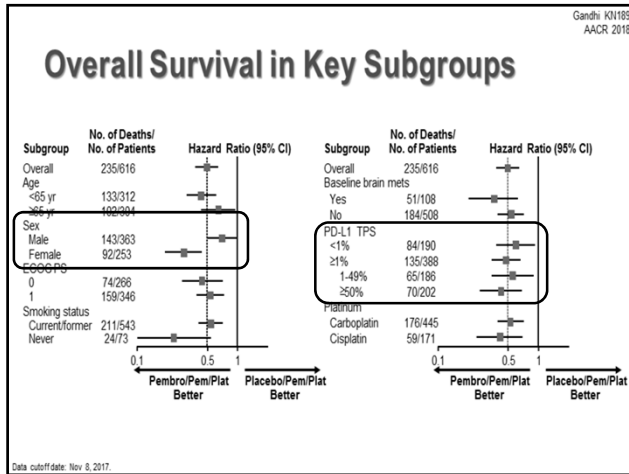 Gandhi KN189
AACR 2018
Overall Survival in Key Subgroups
No. of Deaths/
Subgroup No. of Patients Hazard Ratio (95% CI)
Overall 235/616
Age
<65 yr 133/312
≥65 yr 102/304
Sex
Male 143/363
Female 92/253
ECOG PS
0 74/266
1 159/346
Smoking status
Current/former 211/543
Never 24/73
0.1 0.5 1
Pembro/Pem/Plat Placebo/Pem/Plat
Better Better
No. of Deaths/
Subgroup No. of Patients Hazard Ratio (95% CI)
Overall 235/616
Baseline brain mets
Yes 51/108
No 184/508
PD-L1 TPS
<1% 84/190
≥1% 135/388
1-49% 65/186
≥50% 70/202
Platinum
Carboplatin 176/445
Cisplatin 59/171
0.1 0.5 1
Pembro/Pem/Plat Placebo/Pem/Plat
Better Better
Data cutoff date: Nov 8, 2017.